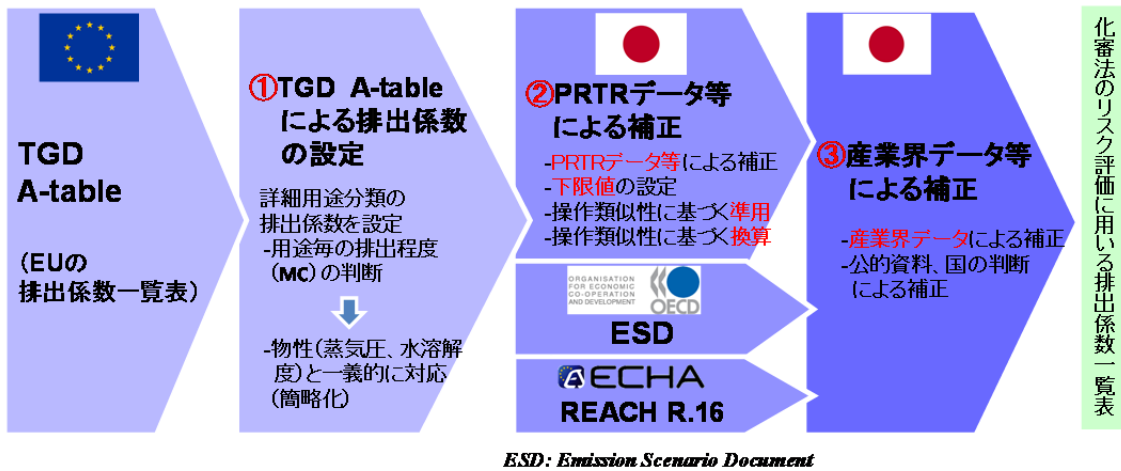 TGD
A-table
（EUの
排出係数一覧表）
①TGD A-table
による排出係数
の設定
詳細用途分類の
排出係数を設定
-用途毎の排出程度
（MC）の判断
-物性（蒸気圧、水溶解
度）と一義的に対応
（簡略化）
②PRTRデータ等
による補正
-PRTRデータ等による補正
-下限値の設定
-操作類似性に基づく準用
-操作類似性に基づく換算
ORGANISATION
FOR ECONOMIC
CO-OPERATION
AND DEVELOPMENT
OECD
ESD
ECHA
REACH R.16
③産業界データ等
による補正
-産業界データによる補正
-公的資料、国の判断
による補正
化審法のリスク評価に用いる排出係数一覧表
ESD: Emission Scenario Document